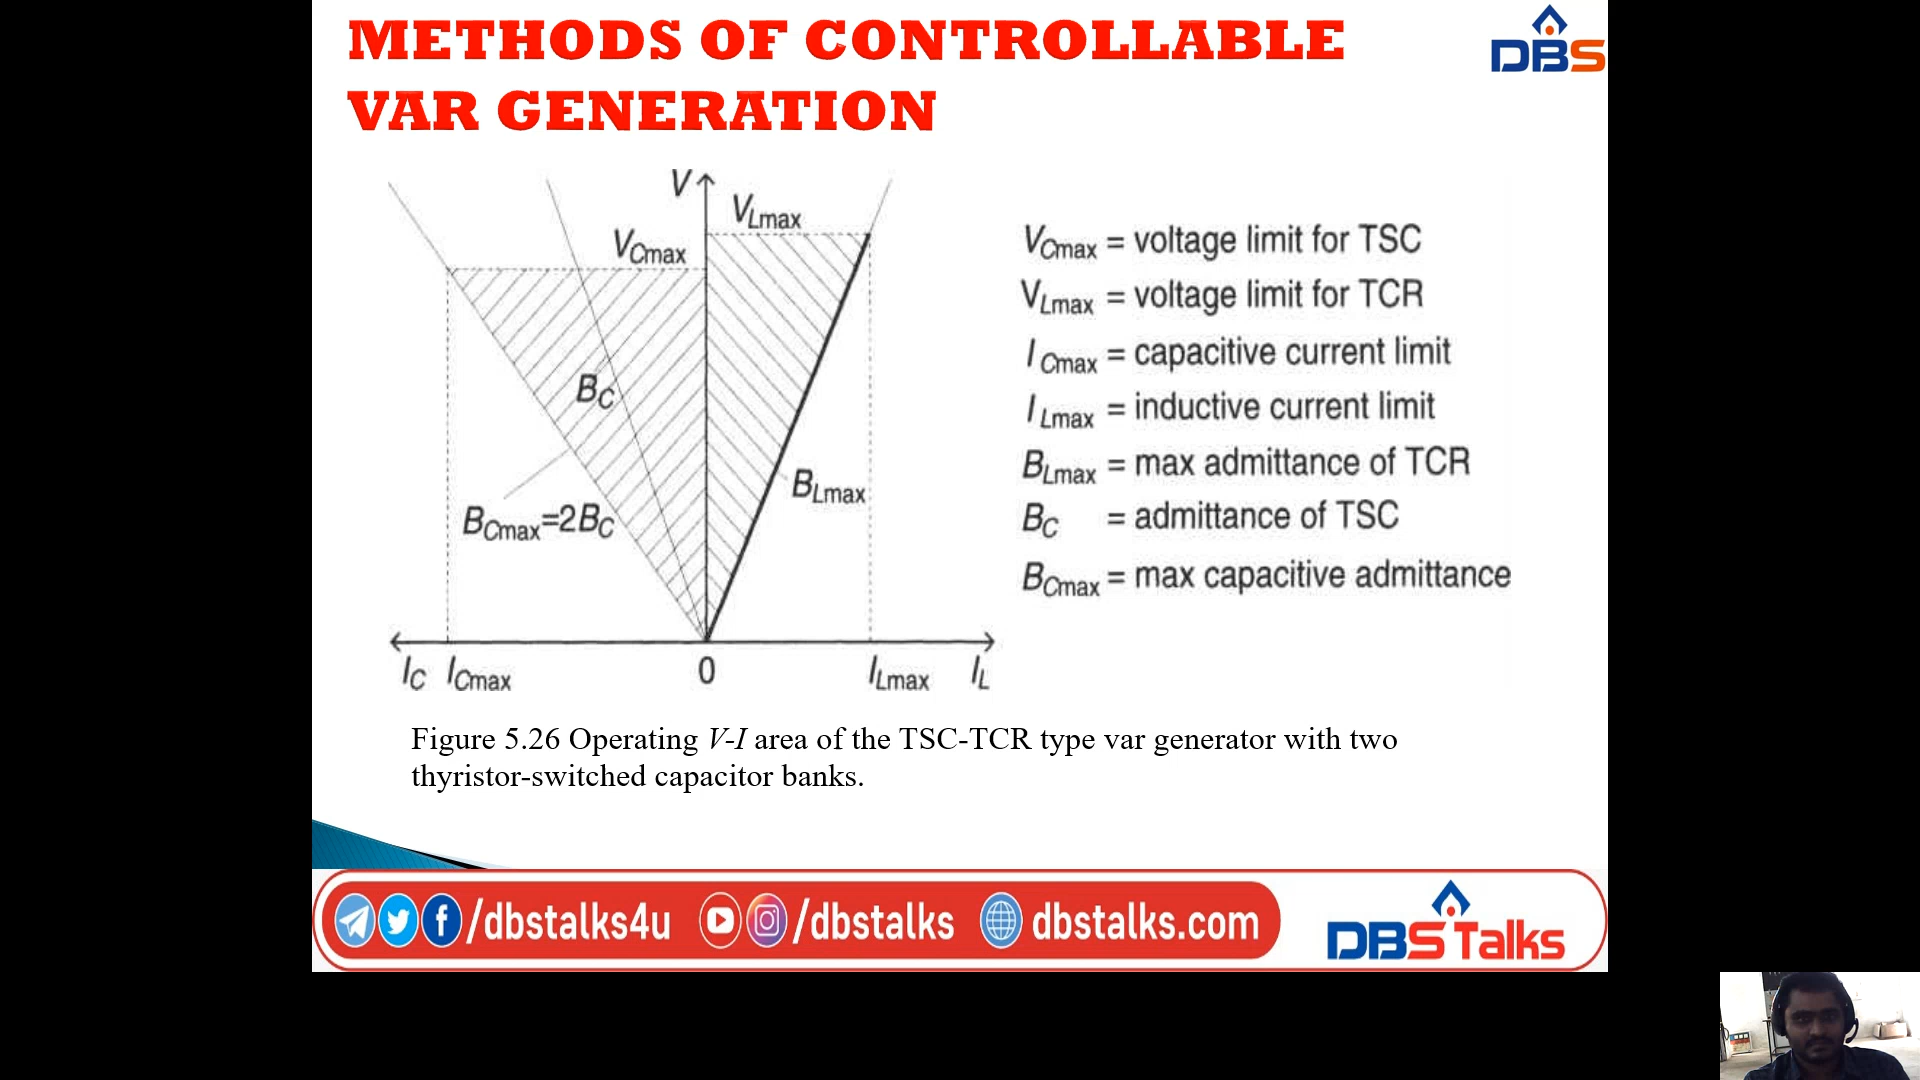 METHODS OF CONTROLLABLE
VAR GENERATION
DBS
V
VLmax
VCmax
BC
BLmax
BCmax=2BC
IC ICmax 0 ILmax IL
VCmax = voltage limit for TSC
VLmax = voltage limit for TCR
ICmax = capacitive current limit
ILmax = inductive current limit
BLmax = max admittance of TCR
BC = admittance of TSC
BCmax = max capacitive admittance
Figure 5.26 Operating V-I area of the TSC-TCR type var generator with two
thyristor-switched capacitor banks.
/dbstalks4u /dbstalks dbstalks.com
DBS Talks